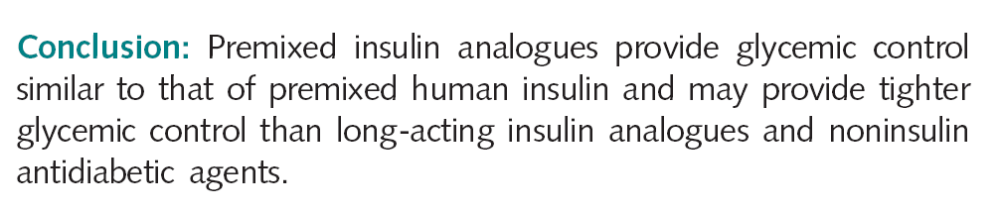 Conclusion: Premixed insulin analogues provide glycemic control
similar to that of premixed human insulin and may provide tighter
glycemic control than long-acting insulin analogues and noninsulin
antidiabetic agents.